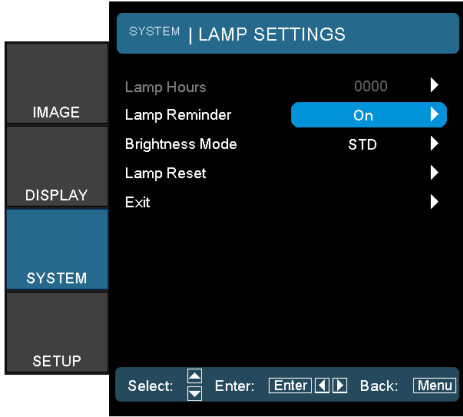 SYSTEM | LAMP SETTINGS
Lamp Hours 0000
IMAGE
Lamp Reminder On
Brightness Mode STD
Lamp Reset
DISPLAY
Exit
SYSTEM
SETUP
Select: Enter: Enter Back: Menu